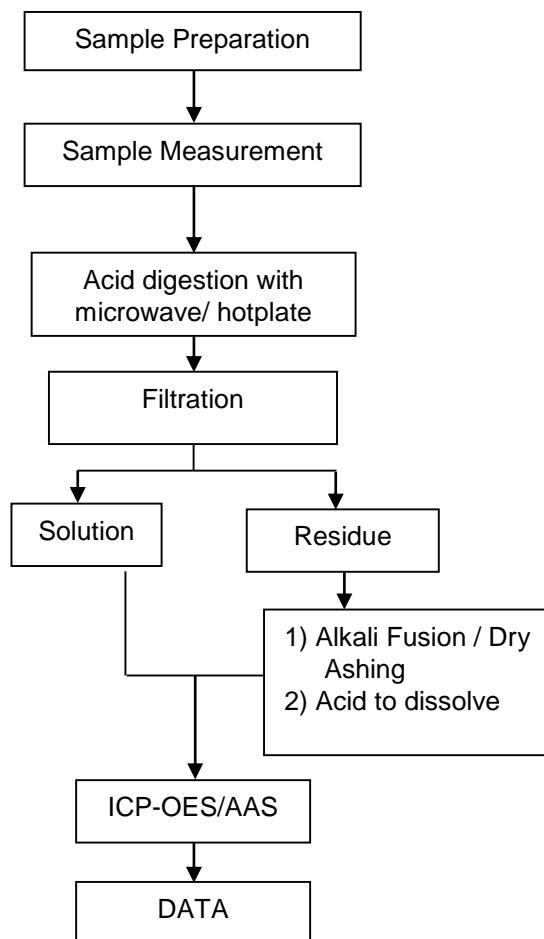 Sample Preparation
Sample Measurement
Acid digestion with
microwave/ hotplate
Filtration
Solution
Residue
1) Alkali Fusion / Dry
Ashing
2) Acid to dissolve
ICP-OES/AAS
DATA